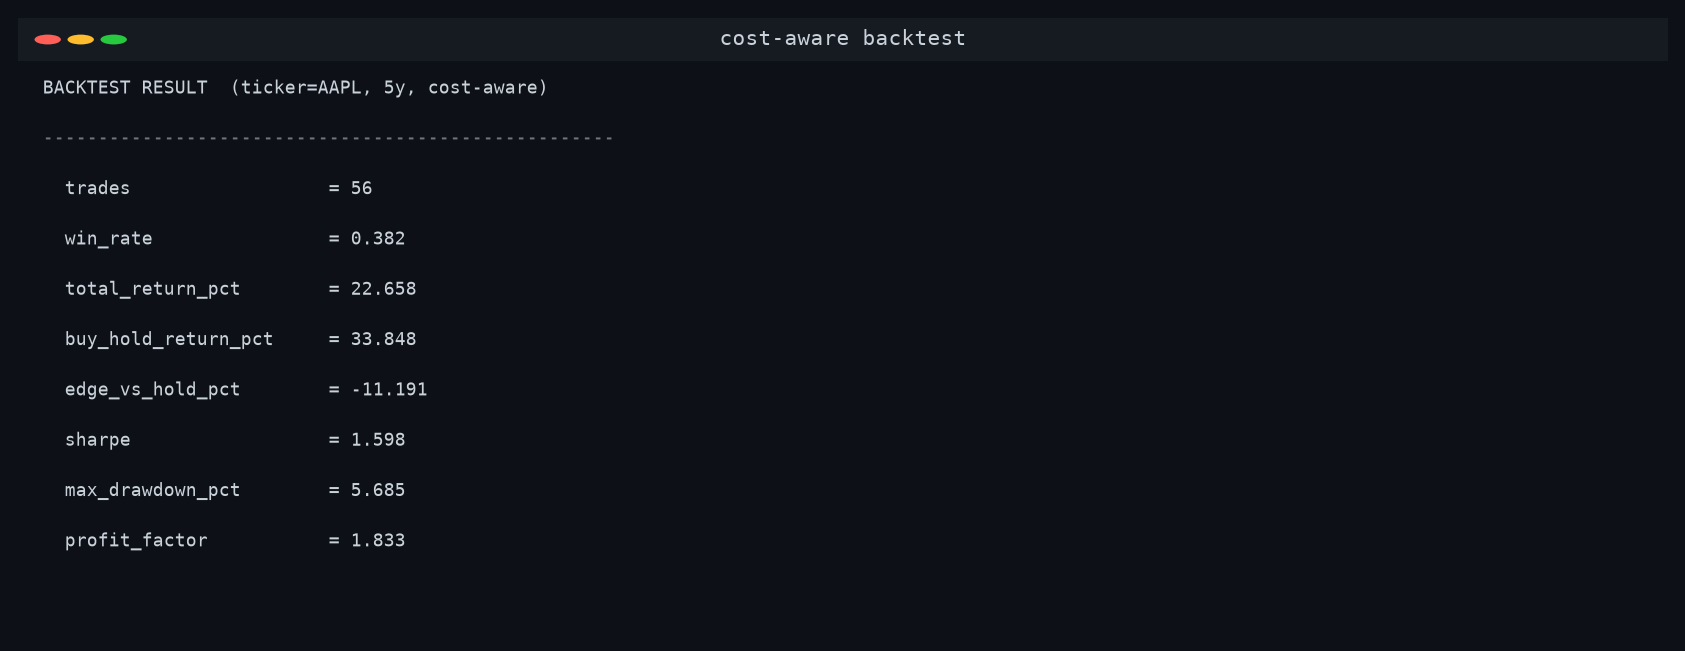 cost-aware backtest
BACKTEST RESULT  (ticker=AAPL, 5y, cost-aware)
----------------------------------------------------
trades                  = 56
win_rate                = 0.382
total_return_pct        = 22.658
buy_hold_return_pct     = 33.848
edge_vs_hold_pct        = -11.191
sharpe                  = 1.598
max_drawdown_pct        = 5.685
profit_factor           = 1.833